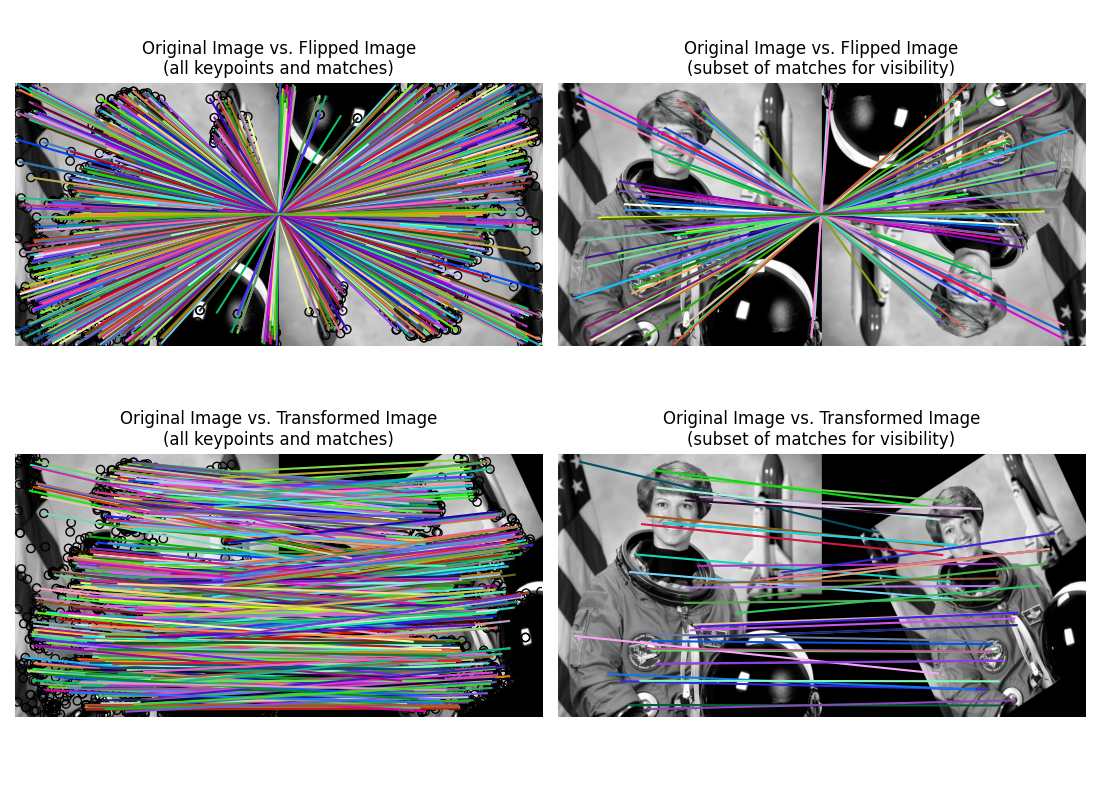 Original Image vs. Flipped Image
(all keypoints and matches)
Original Image vs. Flipped Image
(subset of matches for visibility)
Original Image vs. Transformed Image
(all keypoints and matches)
Original Image vs. Transformed Image
(subset of matches for visibility)